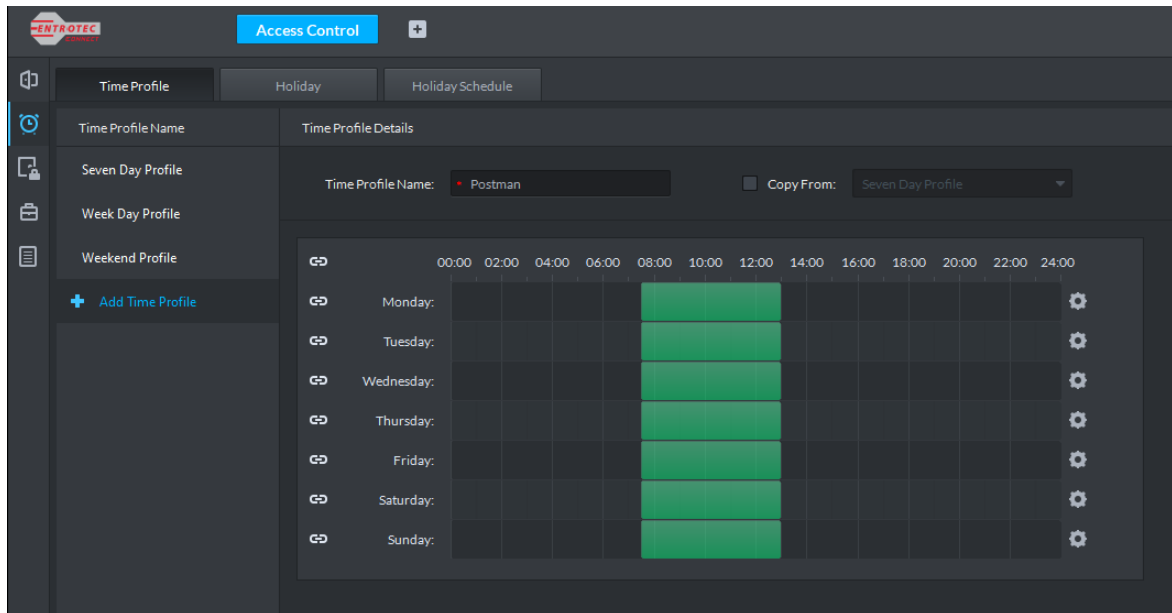 ENTROTEC
CONNECT
Access Control
Time Profile Holiday Holiday Schedule
Time Profile Name Time Profile Details
Seven Day Profile
Time Profile Name: * Postman Copy From: Seven Day Profile
Week Day Profile
Weekend Profile
00:00 02:00 04:00 06:00 08:00 10:00 12:00 14:00 16:00 18:00 20:00 22:00 24:00
Add Time Profile
Monday:
Tuesday:
Wednesday:
Thursday:
Friday:
Saturday:
Sunday: